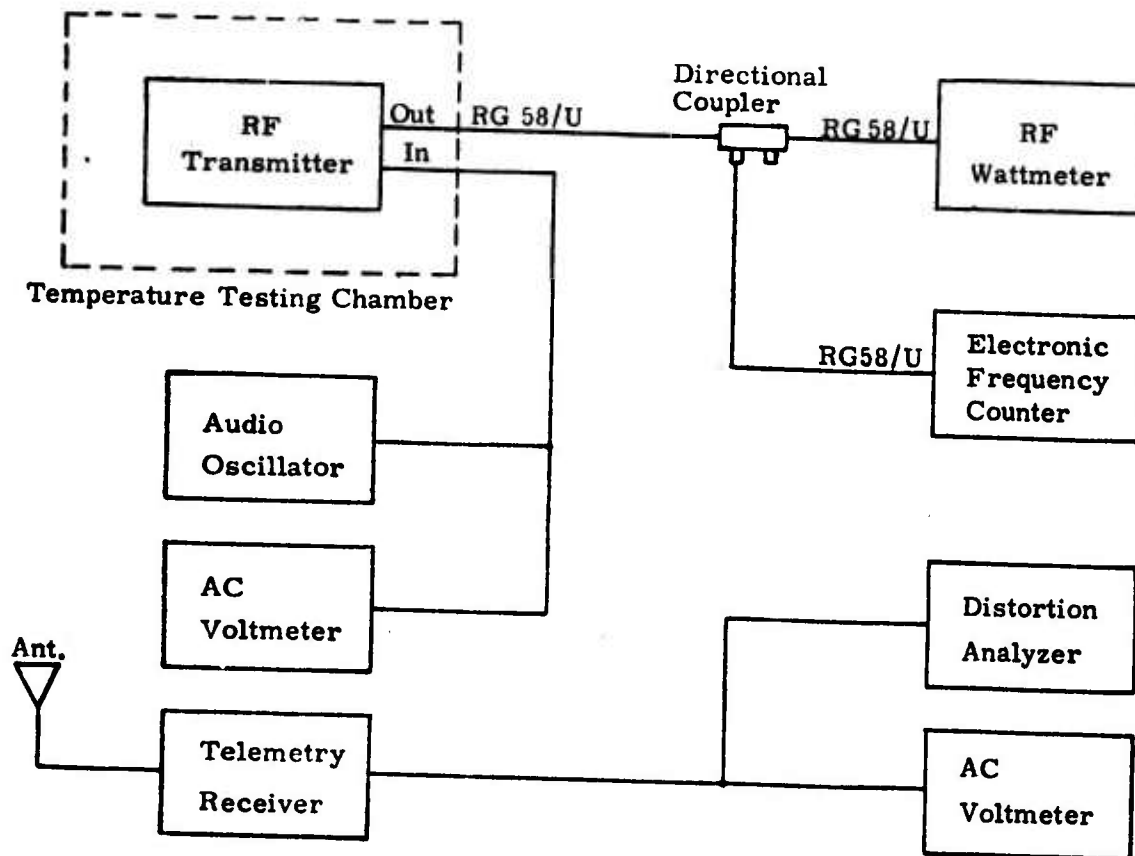 RF
Transmitter
Out
In
RG 58/U
Directional
Coupler
RG 58/U
RF
Wattmeter
Temperature Testing Chamber
RG58/U
Electronic
Frequency
Counter
Audio
Oscillator
AC
Voltmeter
Distortion
Analyzer
Ant.
Telemetry
Receiver
AC
Voltmeter